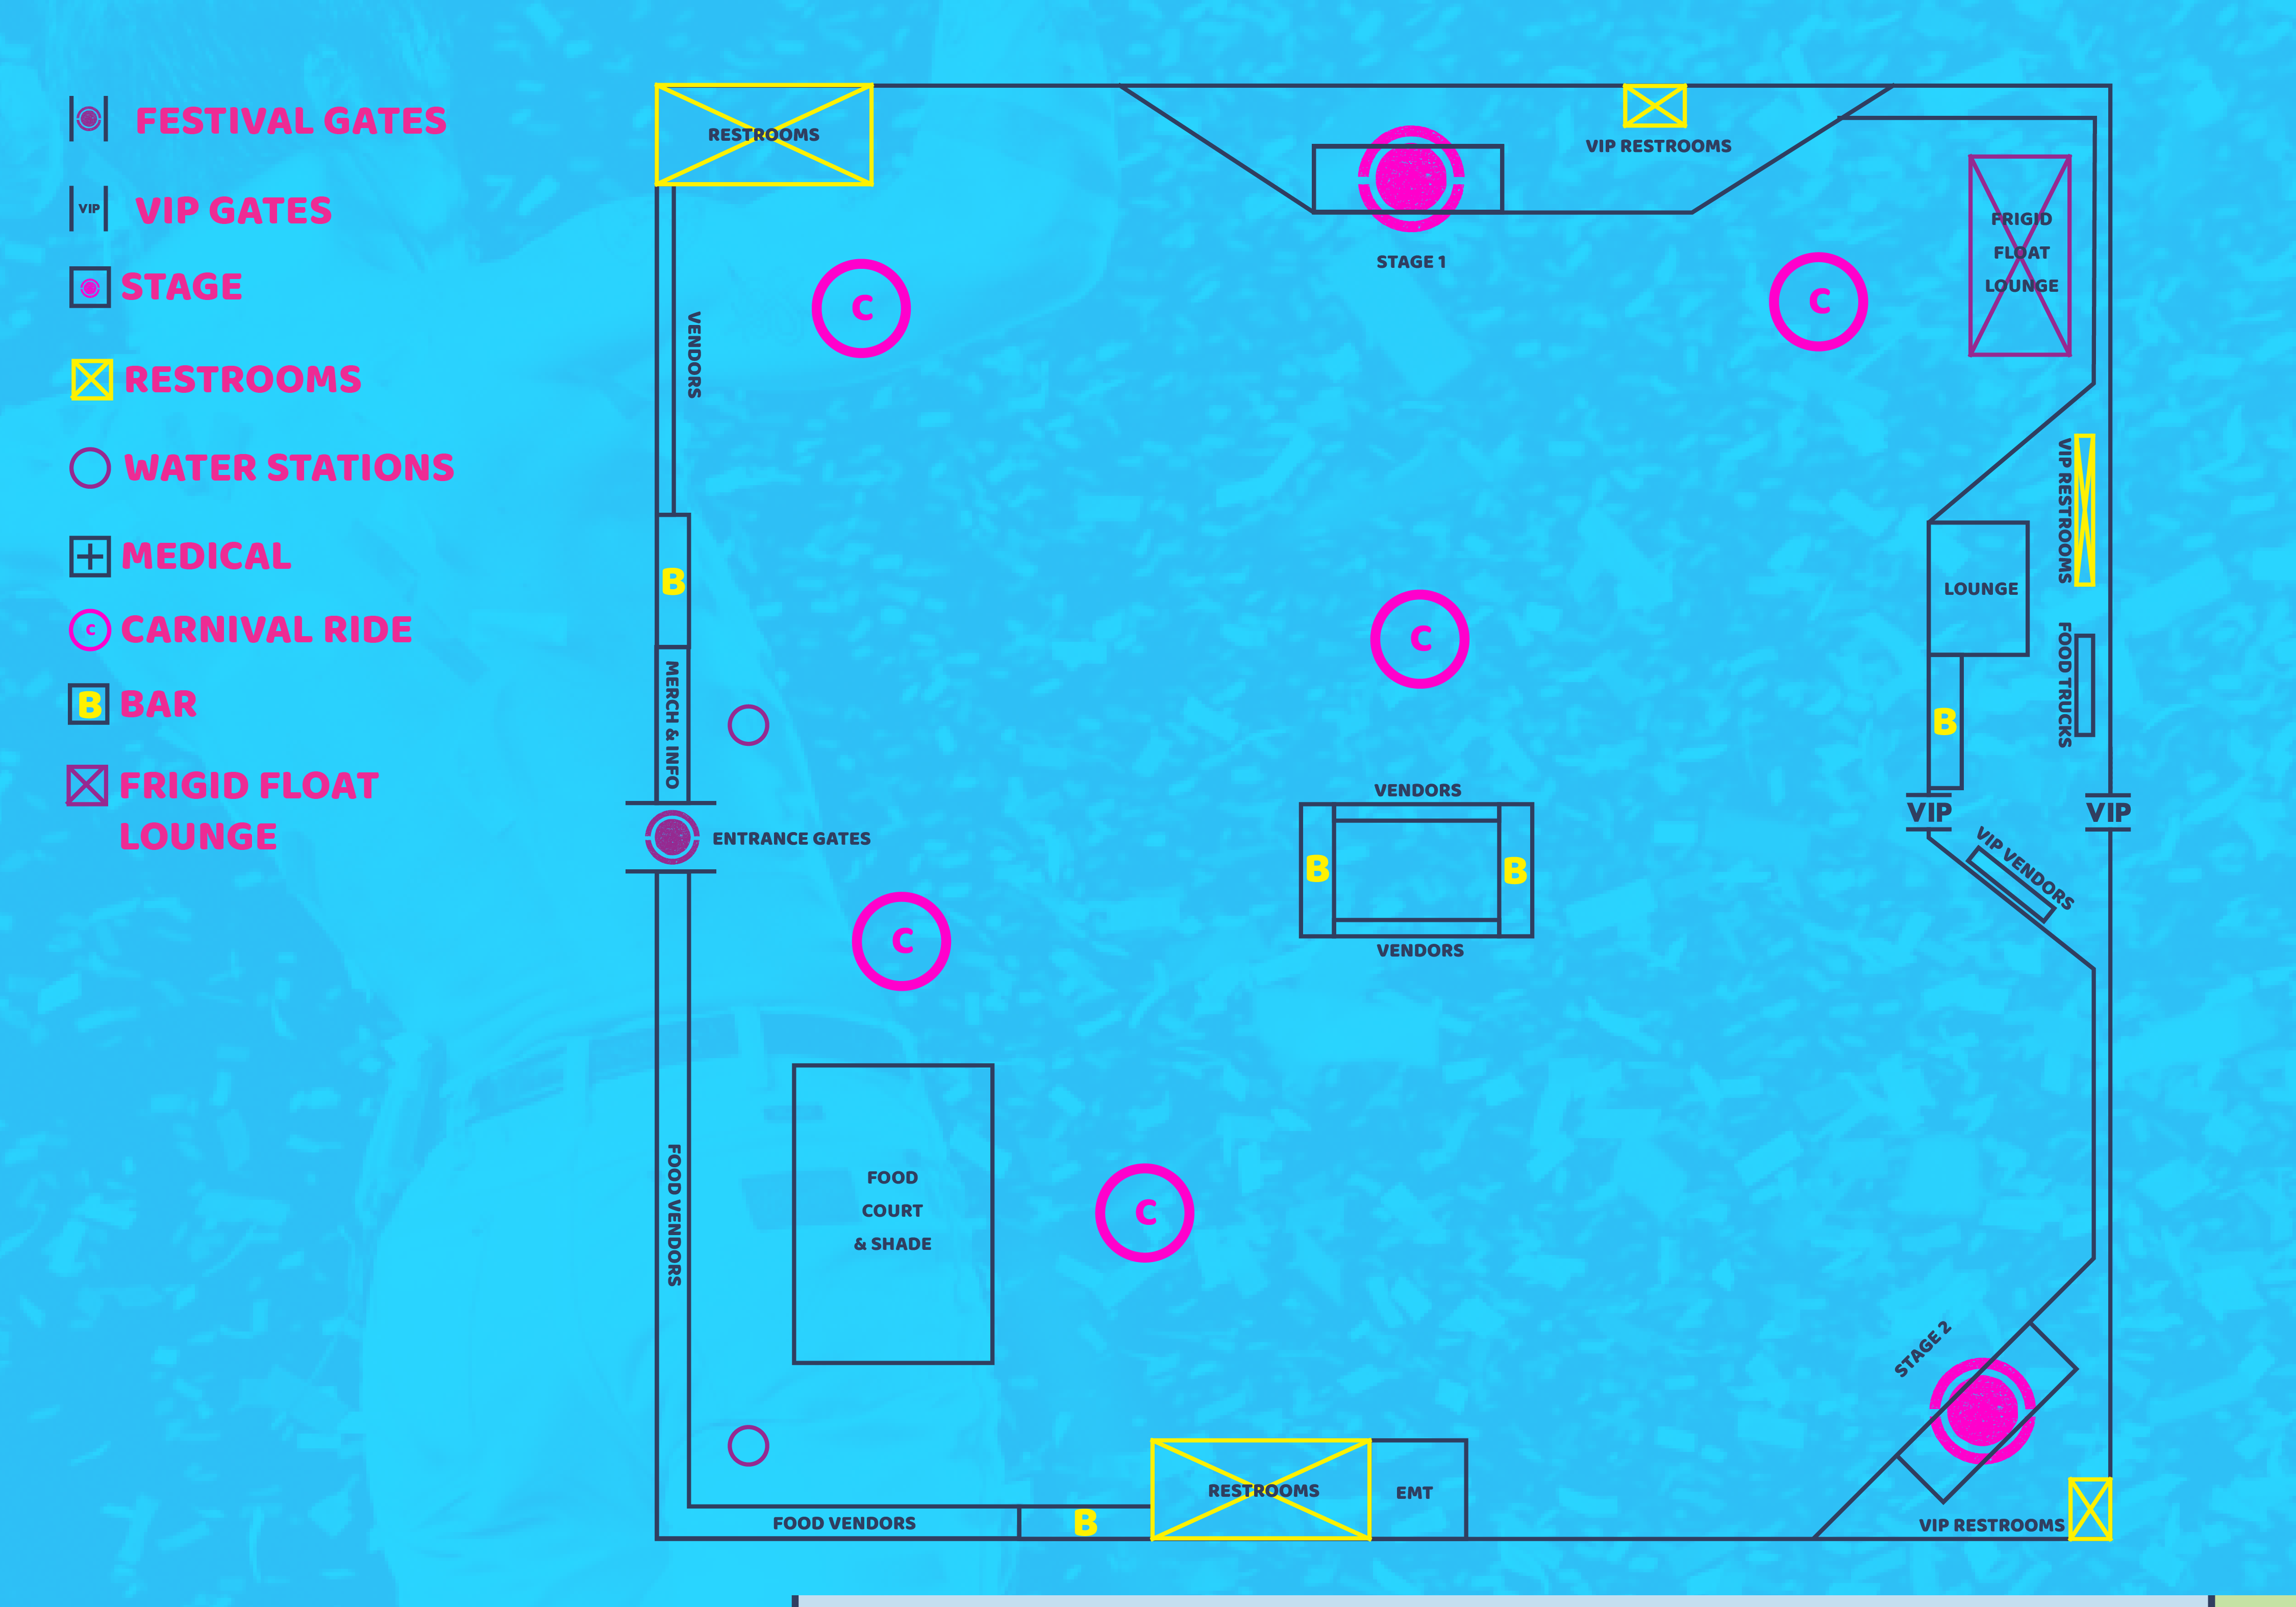 FESTIVAL GATES
VIP
VIP GATES
STAGE
RESTROOMS
WATER STATIONS
MEDICAL
C
CARNIVAL RIDE
B
BAR
FRIGID FLOAT
LOUNGE
RESTROOMS
VIP RESTROOMS
STAGE 1
FRIGID
FLOAT
LOUNGE
C
C
VENDORS
VIP RESTROOMS
B
LOUNGE
C
MERCH & INFO
FOOD TRUCKS
B
VENDORS
VIP
VIP
ENTRANCE GATES
B
B
VIP VENDORS
VENDORS
C
FOOD
COURT
& SHADE
C
FOOD VENDORS
STAGE 2
RESTROOMS
EMT
FOOD VENDORS
B
VIP RESTROOMS